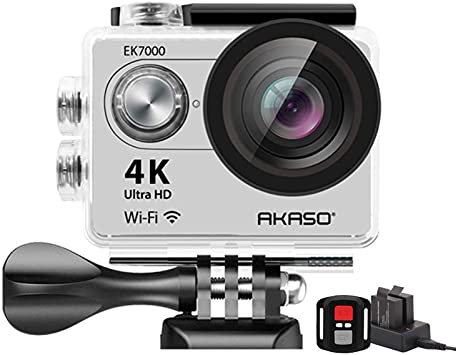 EK7000
4K
Ultra HD
Wi-Fi
AKASO®